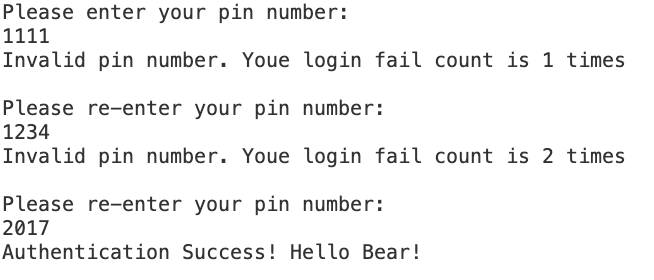 Please enter your pin number:
1111
Invalid pin number. Youe login fail count is 1 times
Please re-enter your pin number:
1234
Invalid pin number. Youe login fail count is 2 times
Please re-enter your pin number:
2017
Authentication Success! Hello Bear!